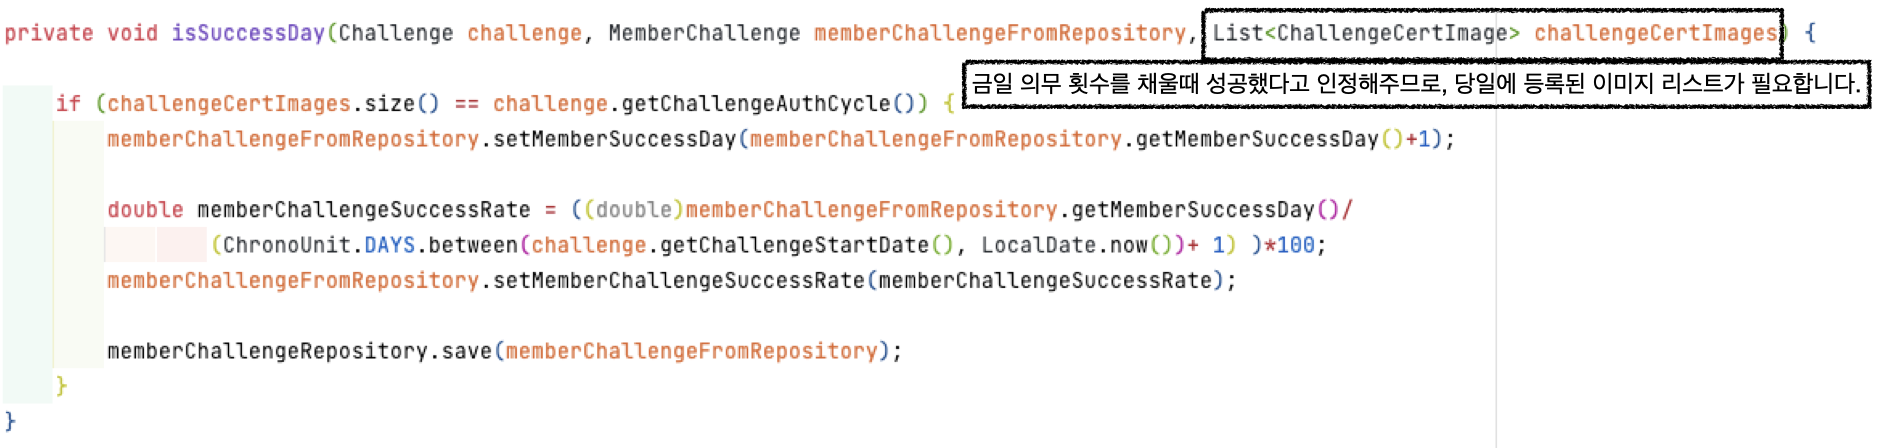 private void isSuccessDay(Challenge challenge, MemberChallenge memberChallengeFromRepository, List<ChallengeCertImage> challengeCertImages) {
금일 의무 횟수를 채울때 성공했다고 인정해주므로, 당일에 등록된 이미지 리스트가 필요합니다.
if (challengeCertImages.size() == challenge.getChallengeAuthCycle()) {
memberChallengeFromRepository.setMemberSuccessDay(memberChallengeFromRepository.getMemberSuccessDay()+1);
double memberChallengeSuccessRate = ((double)memberChallengeFromRepository.getMemberSuccessDay()/
(ChronoUnit.DAYS.between(challenge.getChallengeStartDate(), LocalDate.now())+ 1) )*100;
memberChallengeFromRepository.setMemberChallengeSuccessRate(memberChallengeSuccessRate);
memberChallengeRepository.save(memberChallengeFromRepository);
}
}